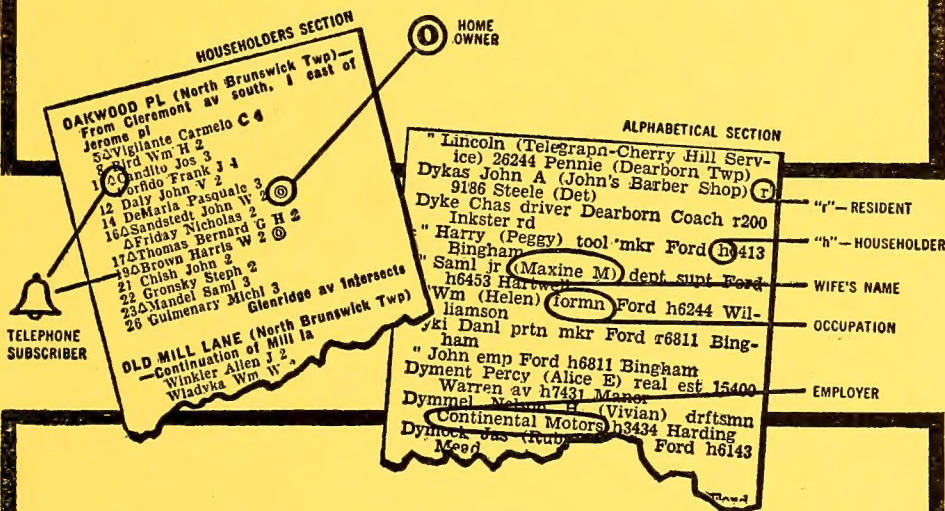 HOUSEHOLDERS SECTION
OAKWOOD PL (North Brunswick Twp)—
From Cleremont av south, 1 east of
Jerome pl
5△Vigilante Carmelo C 4
8 Bird Wm H 2
△Candito Jos 3
Porfido Frank J 4
12 Daly John V 2
14 DeMaria Pasquale 3
16△Sandstedt John W 2
△Friday Nicholas 2
17△Thomas Bernard G H 2
19△Brown Harris W 2 ◎
21 Chish John 2
22 Gronsky Steph 2
23△Mandel Saml 3
26 Gulmenary Michl 3
Glenridge av Intersects
OLD MILL LANE (North Brunswick Twp)
—Continuation of Mill la
Winkler Allen J 2
Wladyka Wm W
TELEPHONE
SUBSCRIBER
O
HOME
OWNER
ALPHABETICAL SECTION
" Lincoln (Telegrapn-Cherry Hill Serv-
ice) 26244 Pennie (Dearborn Twp)
Dykas John A (John's Barber Shop) r
9186 Steele (Det)
Dyke Chas driver Dearborn Coach r200
Inkster rd
" Harry (Peggy) tool mkr Ford h6413
Bingham
" Saml jr (Maxine M) dept supt Ford
h6453 Hartwell
Wm (Helen) formn Ford h6244 Wil-
liamson
yki Danl prtn mkr Ford r6811 Bing-
ham
" John emp Ford h6811 Bingham
Dyment Percy (Alice E) real est 15400
Warren av h7431 Manor
Dymmel Nelson H (Vivian) drftsmn
Continental Motors h3434 Harding
Dymock Jas (Ruby Ford h6143
Mead
"r"—RESIDENT
"h"—HOUSEHOLDER
WIFE'S NAME
OCCUPATION
EMPLOYER